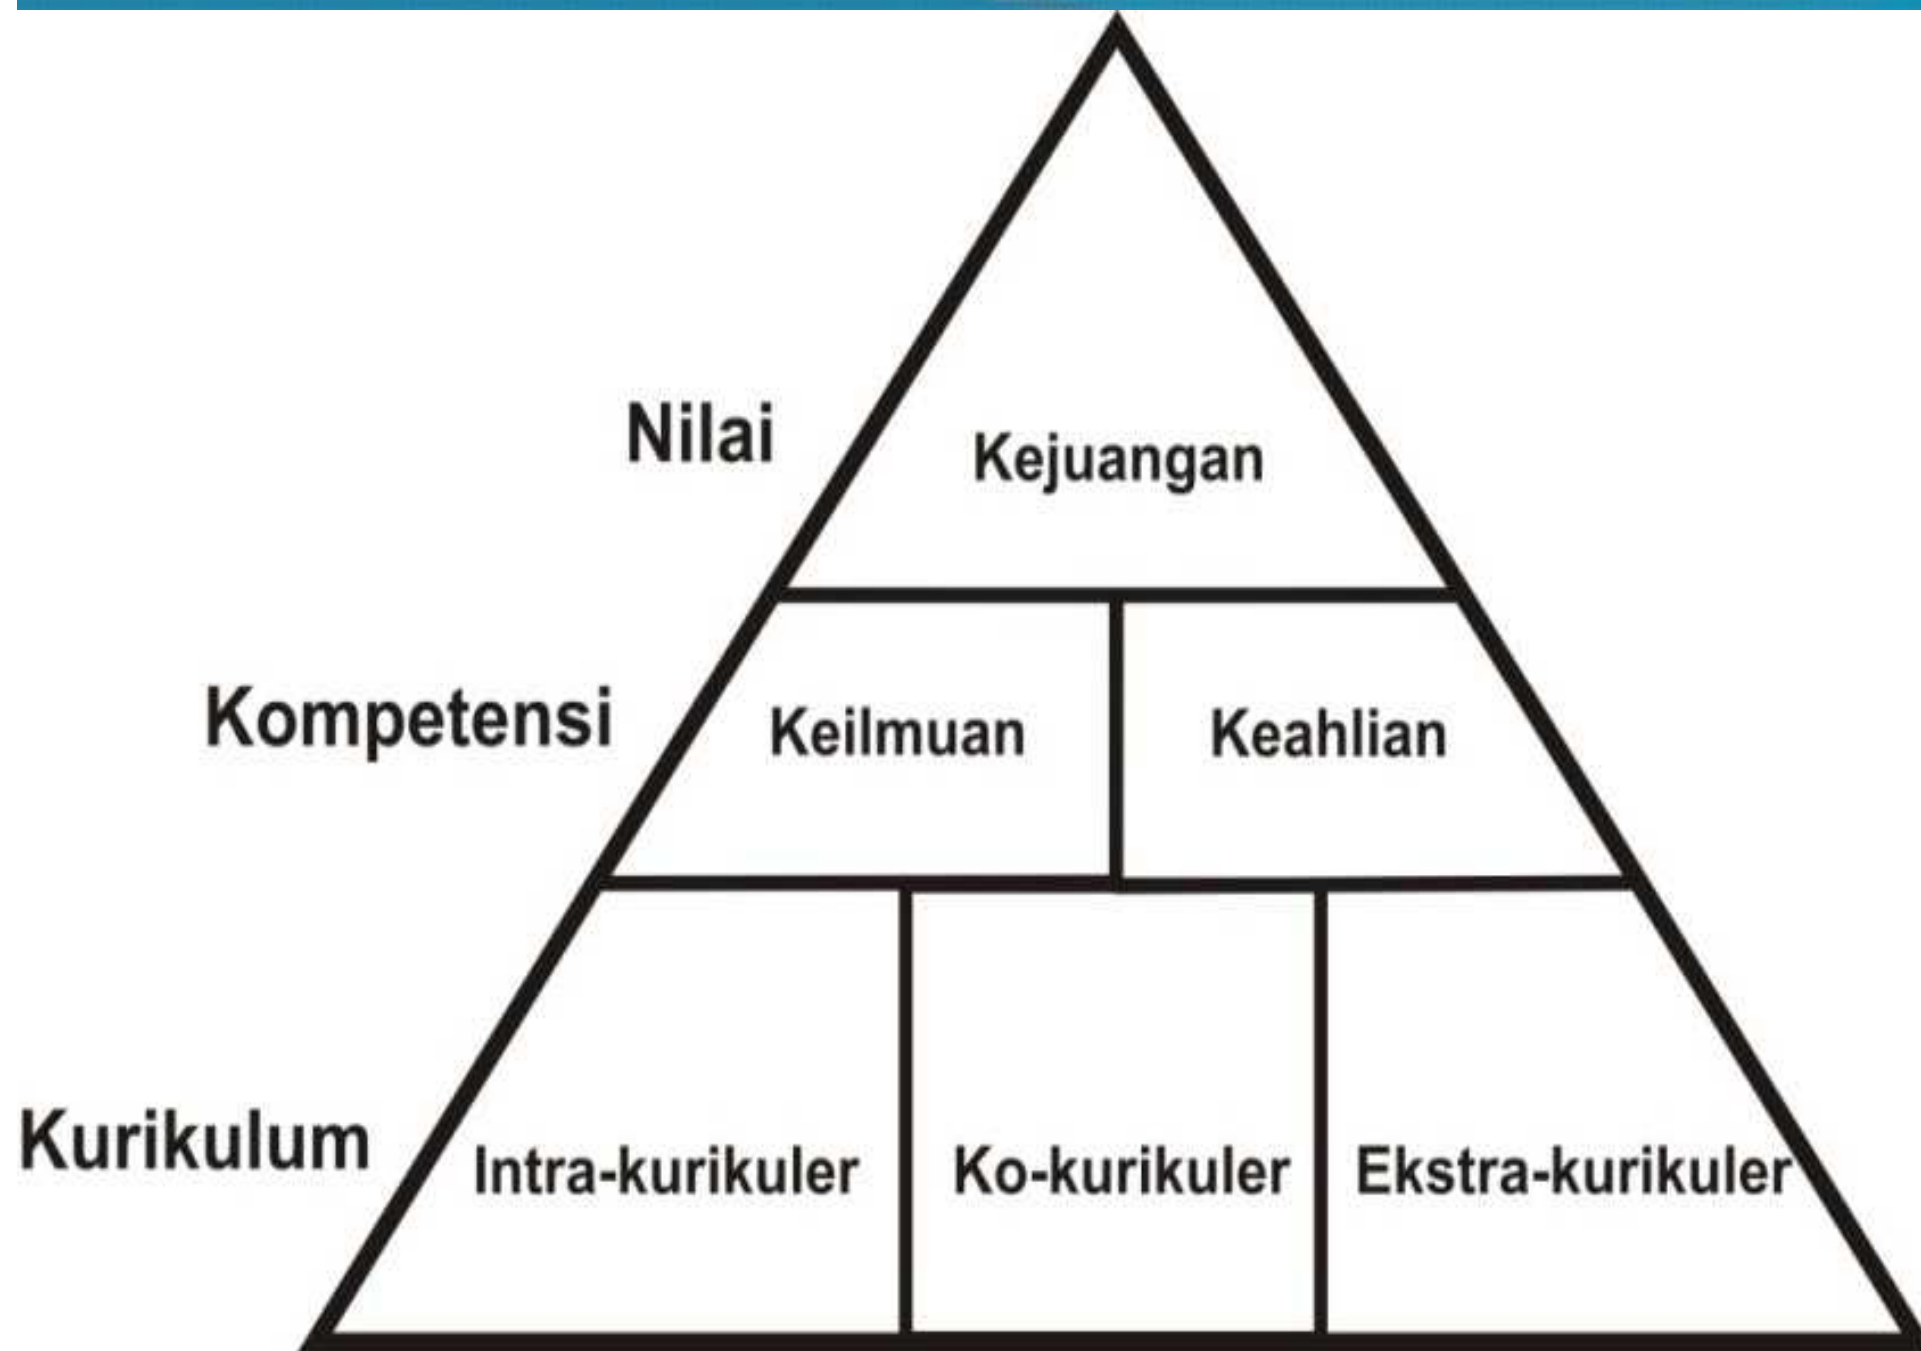 Nilai
Kejuangan
Kompetensi
Keilmuan
Keahlian
Kurikulum
Intra-kurikuler
Ko-kurikuler
Ekstra-kurikuler